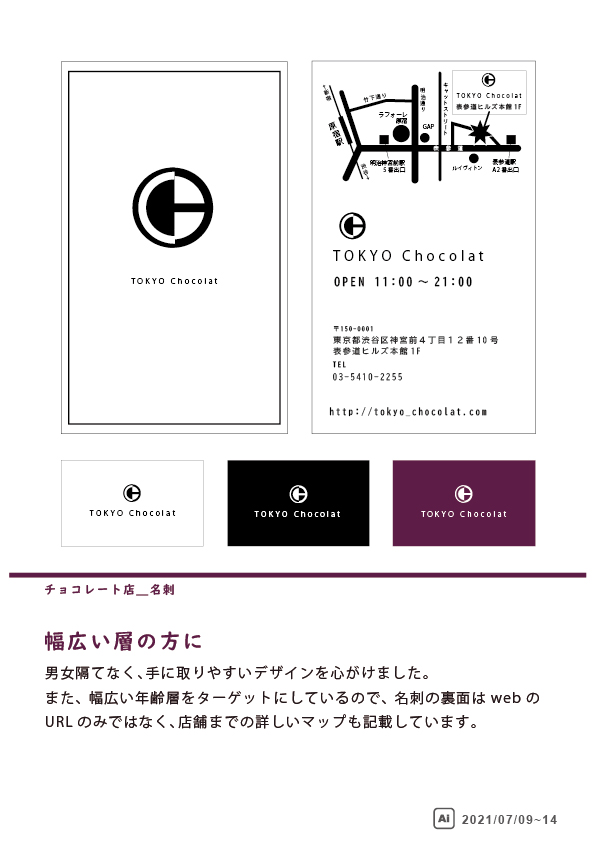 TOKYO Chocolat
新宿
竹下通り
明治通り
キャットストリート
TOKYO Chocolat
表参道ヒルズ本館1F
原宿駅
ラフォーレ
原宿
GAP
表参道
明治神宮前駅
5番出口
ルイヴィトン
表参道駅
A2番出口
渋谷
TOKYO Chocolat
OPEN 11:00 ~ 21:00
〒150-0001
東京都渋谷区神宮前4丁目12番10号
表参道ヒルズ本館1F
TEL
03-5410-2255
http://tokyo_chocolat.com
TOKYO Chocolat
TOKYO Chocolat
TOKYO Chocolat
チョコレート店__名刺
幅広い層の方に
男女隔てなく、手に取りやすいデザインを心がけました。
また、幅広い年齢層をターゲットにしているので、名刺の裏面は web の
URL のみではなく、店舗までの詳しいマップも記載しています。
Ai 2021/07/09~14